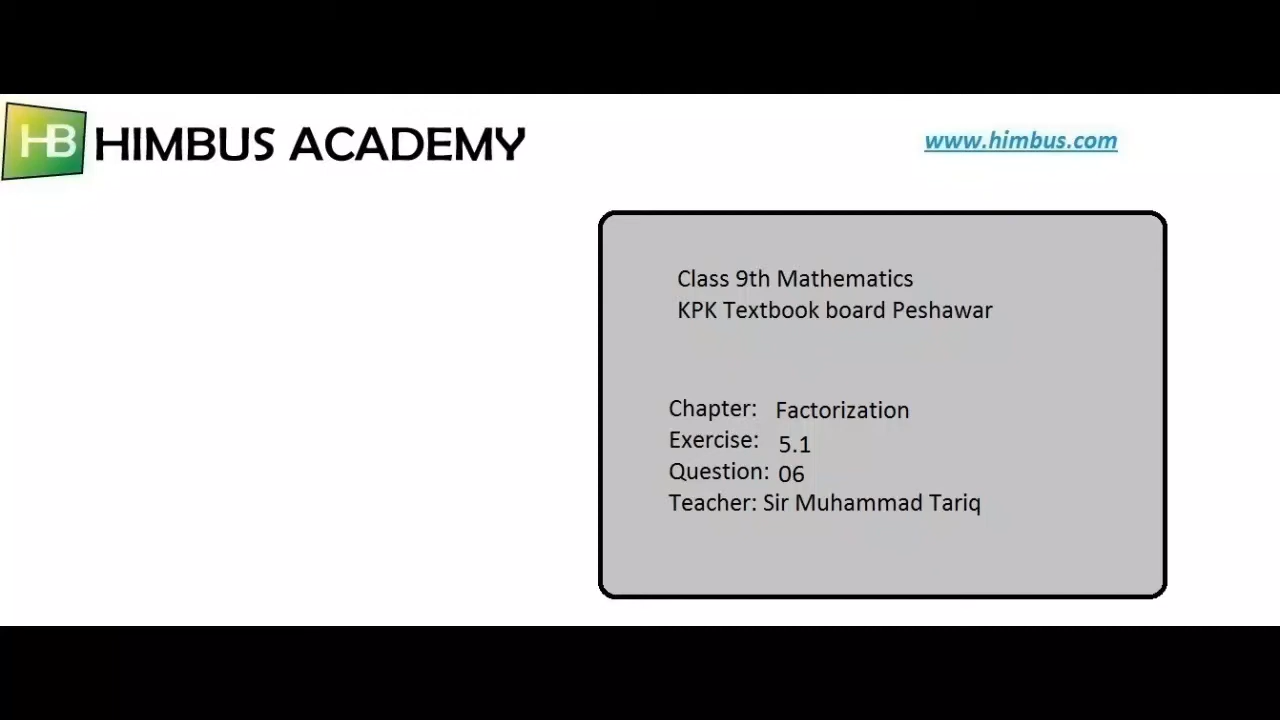 HB HIMBUS ACADEMY
www.himbus.com
Class 9th Mathematics
KPK Textbook board Peshawar
Chapter: Factorization
Exercise: 5.1
Question: 06
Teacher: Sir Muhammad Tariq